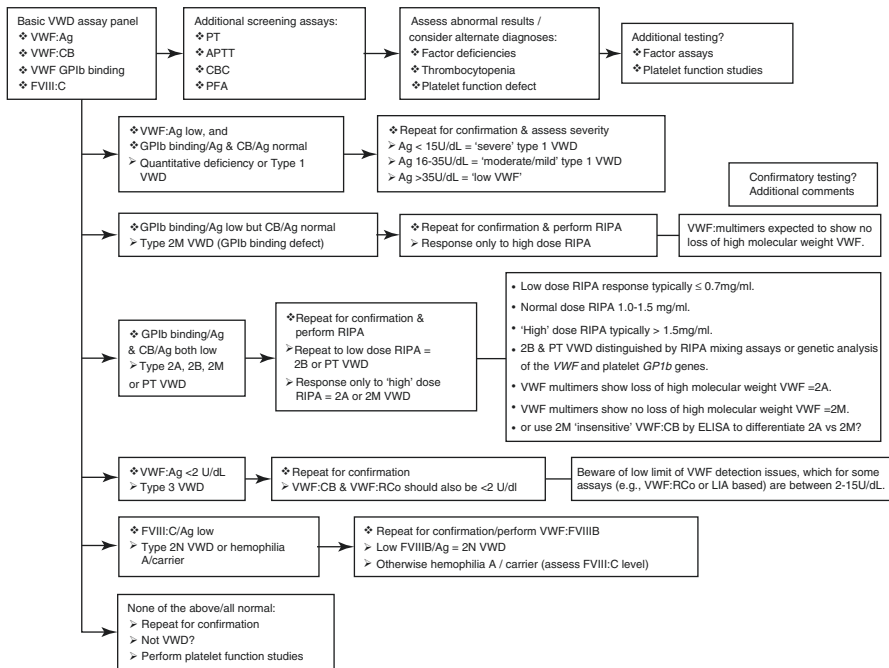 Basic VWD assay panel
❖ VWF:Ag
❖ VWF:CB
❖ VWF GPIb binding
❖ FVIII:C
Additional screening assays:
❖ PT
❖ APTT
❖ CBC
❖ PFA
Assess abnormal results /
consider alternate diagnoses:
❖ Factor deficiencies
❖ Thrombocytopenia
❖ Platelet function defect
Additional testing?
❖ Factor assays
❖ Platelet function studies
❖ VWF:Ag low, and
❖ GPIb binding/Ag & CB/Ag normal
➢ Quantitative deficiency or Type 1
VWD
❖ Repeat for confirmation & assess severity
➢ Ag < 15U/dL = ‘severe’ type 1 VWD
➢ Ag 16-35U/dL = ‘moderate/mild’ type 1 VWD
➢ Ag >35U/dL = ‘low VWF’
Confirmatory testing?
Additional comments
❖ GPIb binding/Ag low but CB/Ag normal
➢ Type 2M VWD (GPIb binding defect)
❖ Repeat for confirmation & perform RIPA
➢ Response only to high dose RIPA
VWF:multimers expected to show no
loss of high molecular weight VWF.
❖ GPIb binding/Ag
& CB/Ag both low
➢ Type 2A, 2B, 2M
or PT VWD
❖Repeat for confirmation &
perform RIPA
➢ Repeat to low dose RIPA =
2B or PT VWD
➢ Response only to ‘high’ dose
RIPA = 2A or 2M VWD
• Low dose RIPA response typically ≤ 0.7mg/ml.
• Normal dose RIPA 1.0-1.5 mg/ml.
• ‘High’ dose RIPA typically > 1.5mg/ml.
• 2B & PT VWD distinguished by RIPA mixing assays or genetic analysis
of the VWF and platelet GP1b genes.
• VWF multimers show loss of high molecular weight VWF =2A.
• VWF multimers show no loss of high molecular weight VWF =2M.
• or use 2M ‘insensitive’ VWF:CB by ELISA to differentiate 2A vs 2M?
❖ VWF:Ag <2 U/dL
➢ Type 3 VWD
❖ Repeat for confirmation
➢ VWF:CB & VWF:RCo should also be <2 U/dl
Beware of low limit of VWF detection issues, which for some
assays (e.g., VWF:RCo or LIA based) are between 2-15U/dL.
❖ FVIII:C/Ag low
➢ Type 2N VWD or hemophilia
A/carrier
❖ Repeat for confirmation/perform VWF:FVIIIB
➢ Low FVIIIB/Ag = 2N VWD
➢ Otherwise hemophilia A / carrier (assess FVIII:C level)
None of the above/all normal:
➢ Repeat for confirmation
➢ Not VWD?
➢ Perform platelet function studies